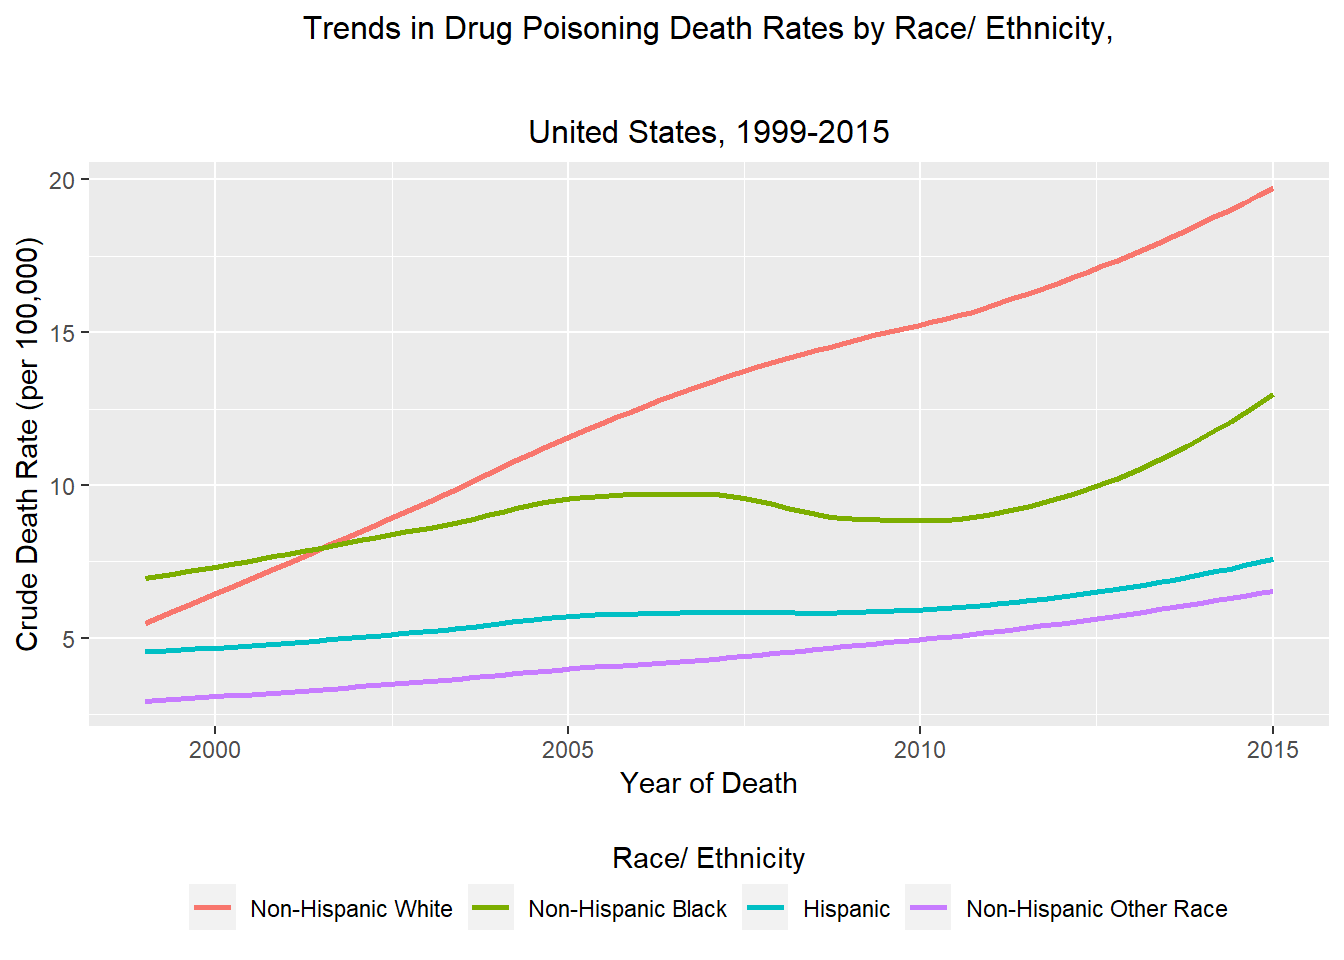 Trends in Drug Poisoning Death Rates by Race/ Ethnicity,
United States, 1999-2015
20
15
10
5
Crude Death Rate (per 100,000)
2000 2005 2010 2015
Year of Death
Race/ Ethnicity
Non-Hispanic White Non-Hispanic Black Hispanic Non-Hispanic Other Race